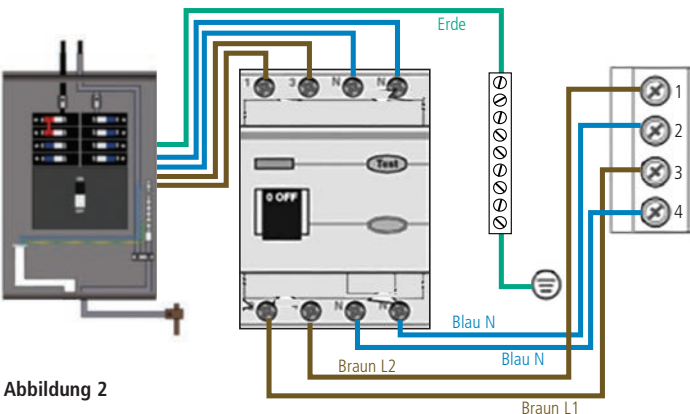 Erde
1 3 N N
1
2
3
4
Test
0 OFF
N N
Blau N
Blau N
Braun L2
Braun L1
Abbildung 2